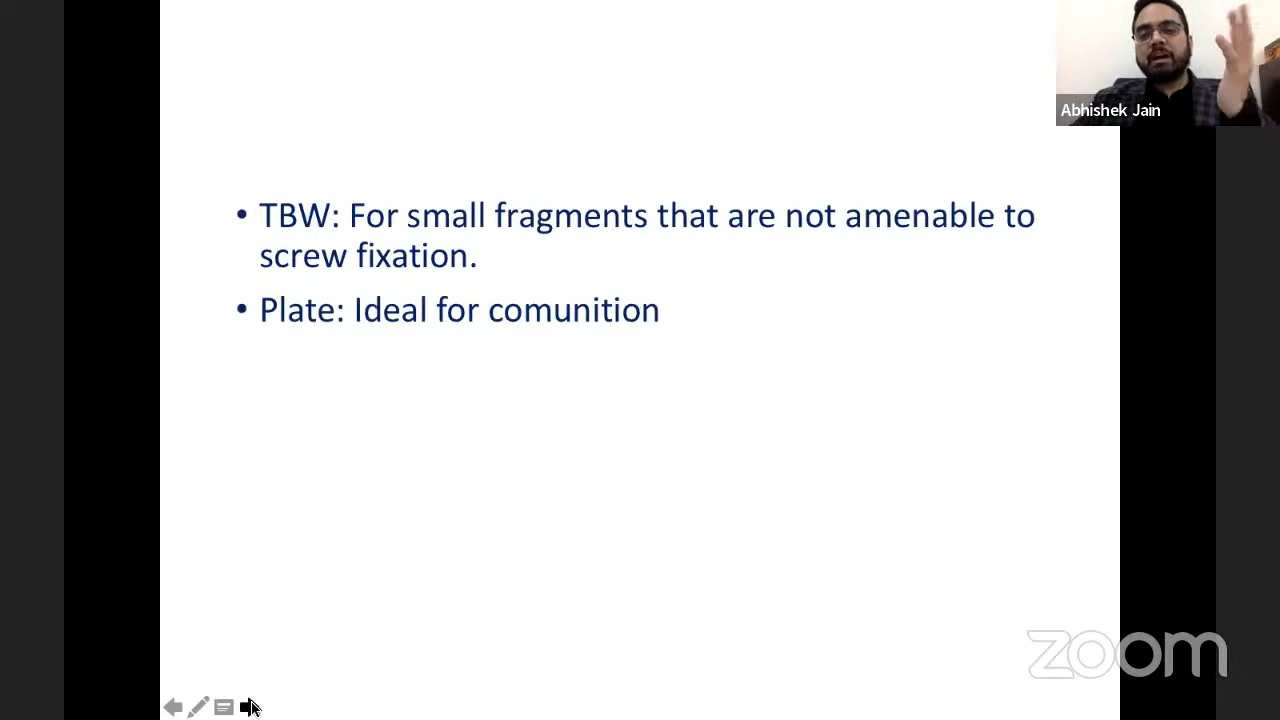 Abhishek Jain
• TBW: For small fragments that are not amenable to
screw fixation.
• Plate: Ideal for comunition
zoom